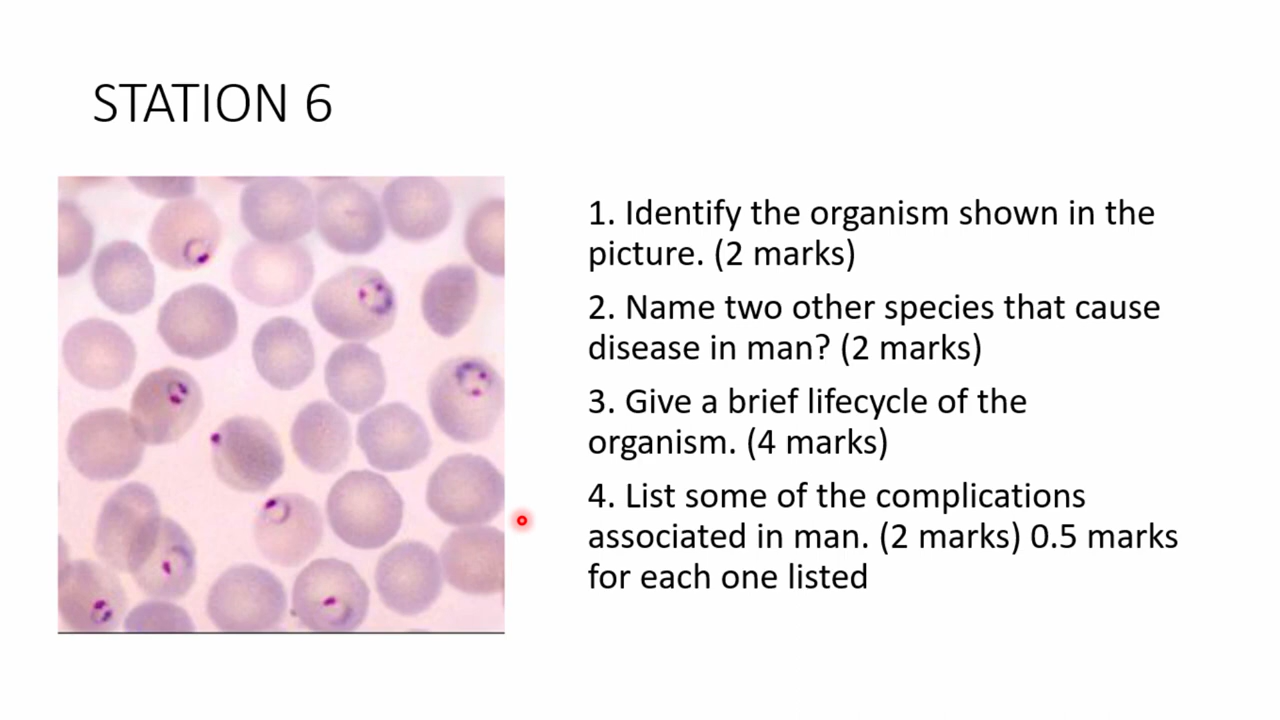 STATION 6
1. Identify the organism shown in the
picture. (2 marks)
2. Name two other species that cause
disease in man? (2 marks)
3. Give a brief lifecycle of the
organism. (4 marks)
4. List some of the complications
associated in man. (2 marks) 0.5 marks
for each one listed